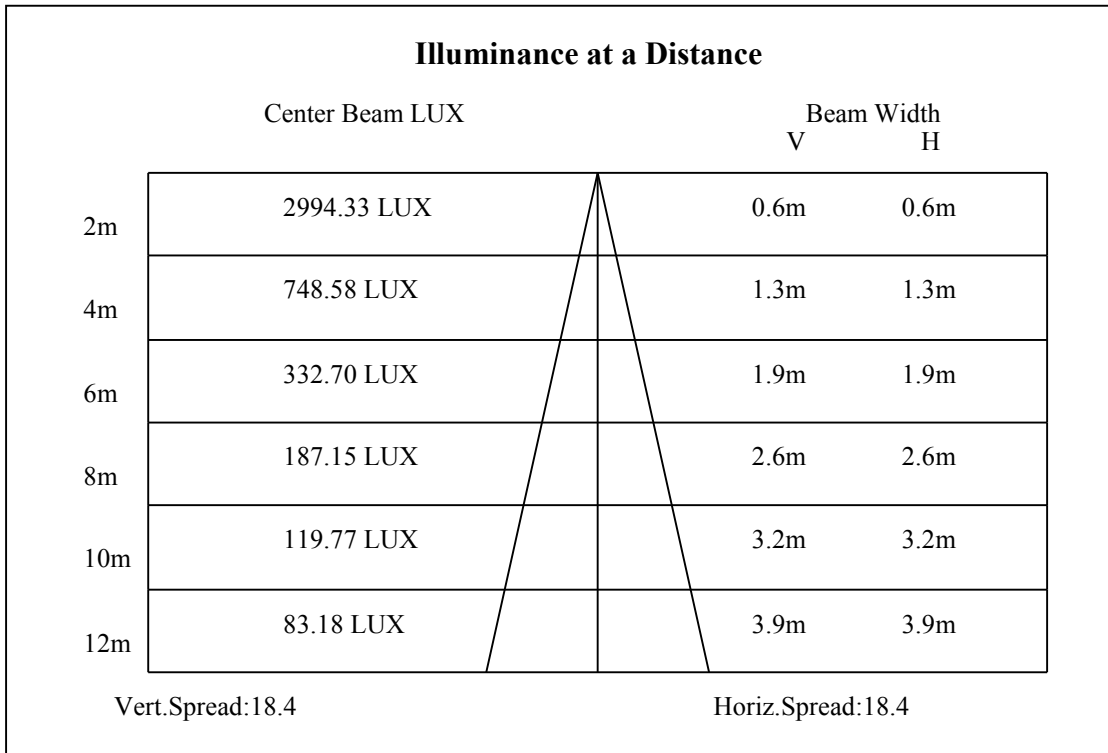 Illuminance at a Distance
Center Beam LUX Beam Width
V H
2m 2994.33 LUX 0.6m 0.6m
4m 748.58 LUX 1.3m 1.3m
6m 332.70 LUX 1.9m 1.9m
8m 187.15 LUX 2.6m 2.6m
10m 119.77 LUX 3.2m 3.2m
12m 83.18 LUX 3.9m 3.9m
Vert.Spread:18.4 Horiz.Spread:18.4